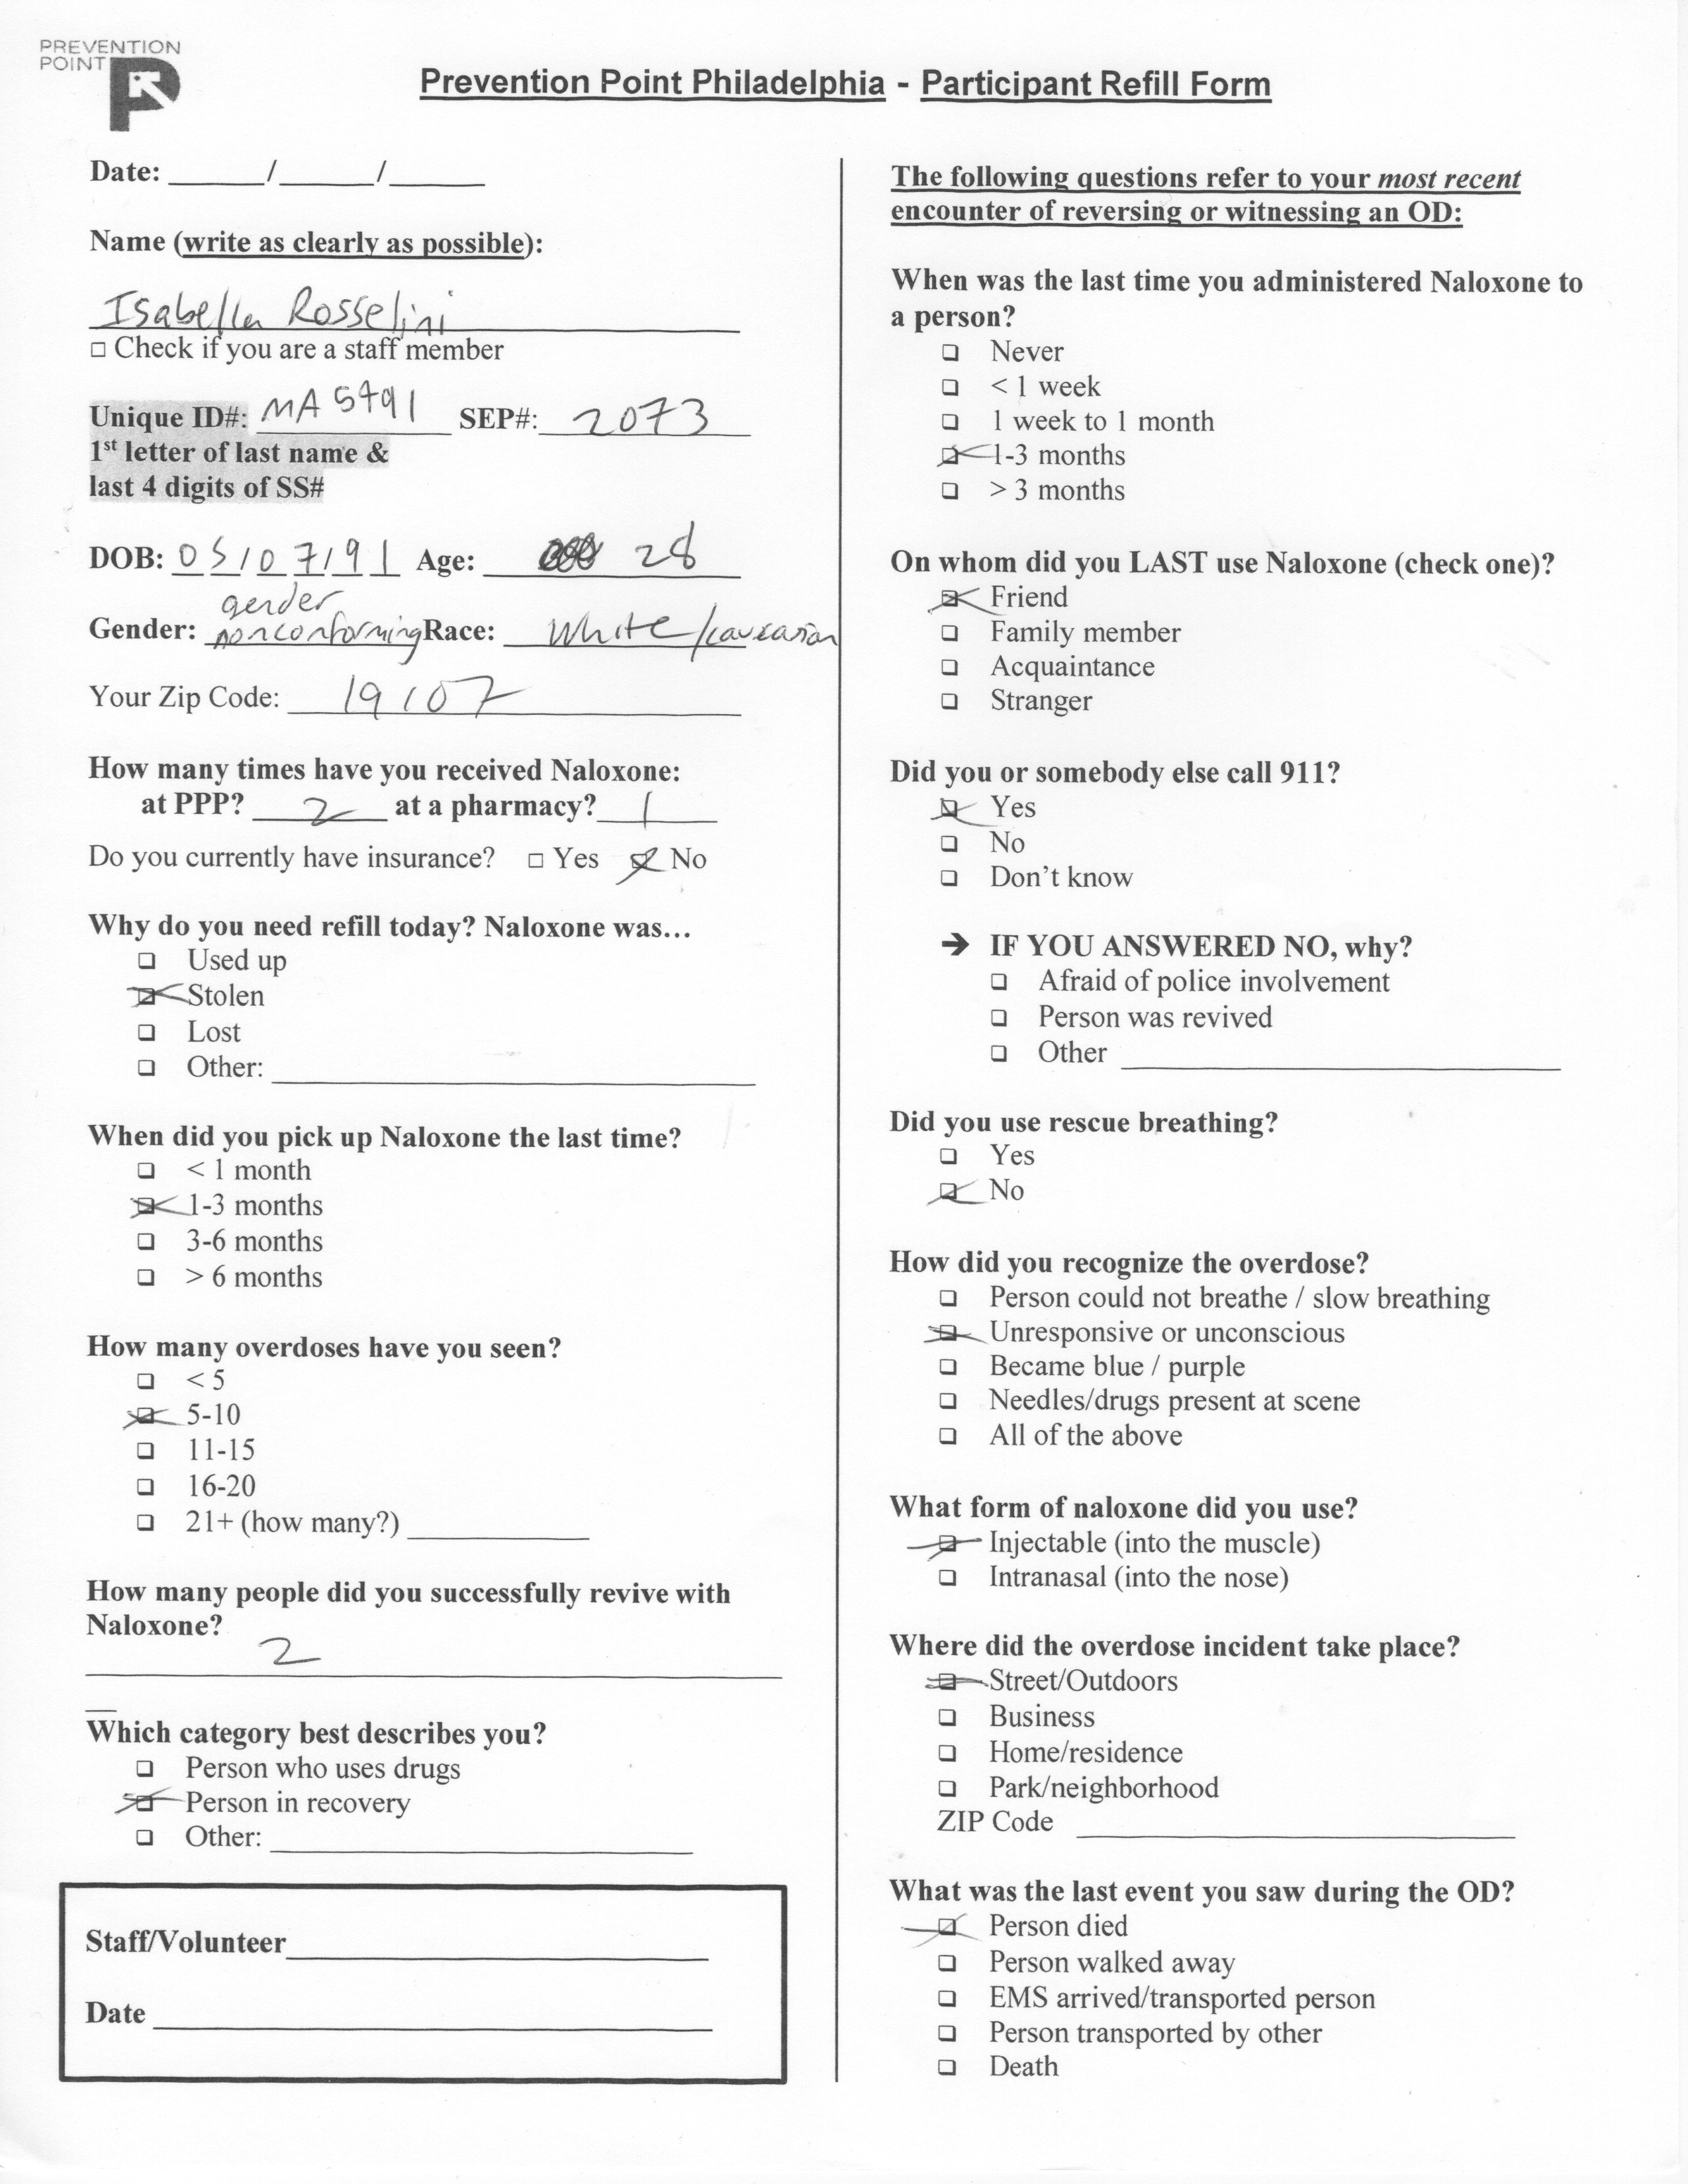 PREVENTION
POINT
Prevention Point Philadelphia - Participant Refill Form
Date: ______/______/______
Name (write as clearly as possible):
Isabella Rosselini
□ Check if you are a staff member
Unique ID#: MA5791 SEP#: 2073
1st letter of last name &
last 4 digits of SS#
DOB: 05/07/91 Age: 28
Gender: gender nonconforming Race: White/caucasian
Your Zip Code: 19107
How many times have you received Naloxone:
at PPP? 2 at a pharmacy? 1
Do you currently have insurance? □ Yes ☒ No
Why do you need refill today? Naloxone was…
❑ Used up
☒ Stolen
❑ Lost
❑ Other: ______
When did you pick up Naloxone the last time?
❑ < 1 month
☒ 1-3 months
❑ 3-6 months
❑ > 6 months
How many overdoses have you seen?
❑ < 5
☒ 5-10
❑ 11-15
❑ 16-20
❑ 21+ (how many?) ______
How many people did you successfully revive with
Naloxone?
2
Which category best describes you?
❑ Person who uses drugs
☒ Person in recovery
❑ Other: ______
Staff/Volunteer______
Date ______
The following questions refer to your most recent
encounter of reversing or witnessing an OD:
When was the last time you administered Naloxone to
a person?
❑ Never
❑ < 1 week
❑ 1 week to 1 month
☒ 1-3 months
❑ > 3 months
On whom did you LAST use Naloxone (check one)?
☒ Friend
❑ Family member
❑ Acquaintance
❑ Stranger
Did you or somebody else call 911?
☒ Yes
❑ No
❑ Don't know
➔ IF YOU ANSWERED NO, why?
❑ Afraid of police involvement
❑ Person was revived
❑ Other ______
Did you use rescue breathing?
❑ Yes
☒ No
How did you recognize the overdose?
❑ Person could not breathe / slow breathing
☒ Unresponsive or unconscious
❑ Became blue / purple
❑ Needles/drugs present at scene
❑ All of the above
What form of naloxone did you use?
☒ Injectable (into the muscle)
❑ Intranasal (into the nose)
Where did the overdose incident take place?
☒ Street/Outdoors
❑ Business
❑ Home/residence
❑ Park/neighborhood
ZIP Code ______
What was the last event you saw during the OD?
☒ Person died
❑ Person walked away
❑ EMS arrived/transported person
❑ Person transported by other
❑ Death